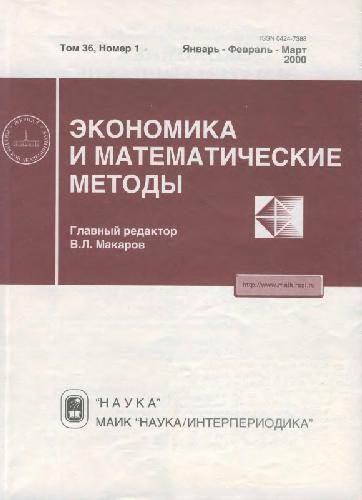 ISSN 0424-7388
Том 36, Номер 1
Январь - Февраль - Март
2000
ЭКОНОМИКА
И МАТЕМАТИЧЕСКИЕ
МЕТОДЫ
Главный редактор
В.Л. Макаров
"НАУКА"
МАИК "НАУКА/ИНТЕРПЕРИОДИКА"